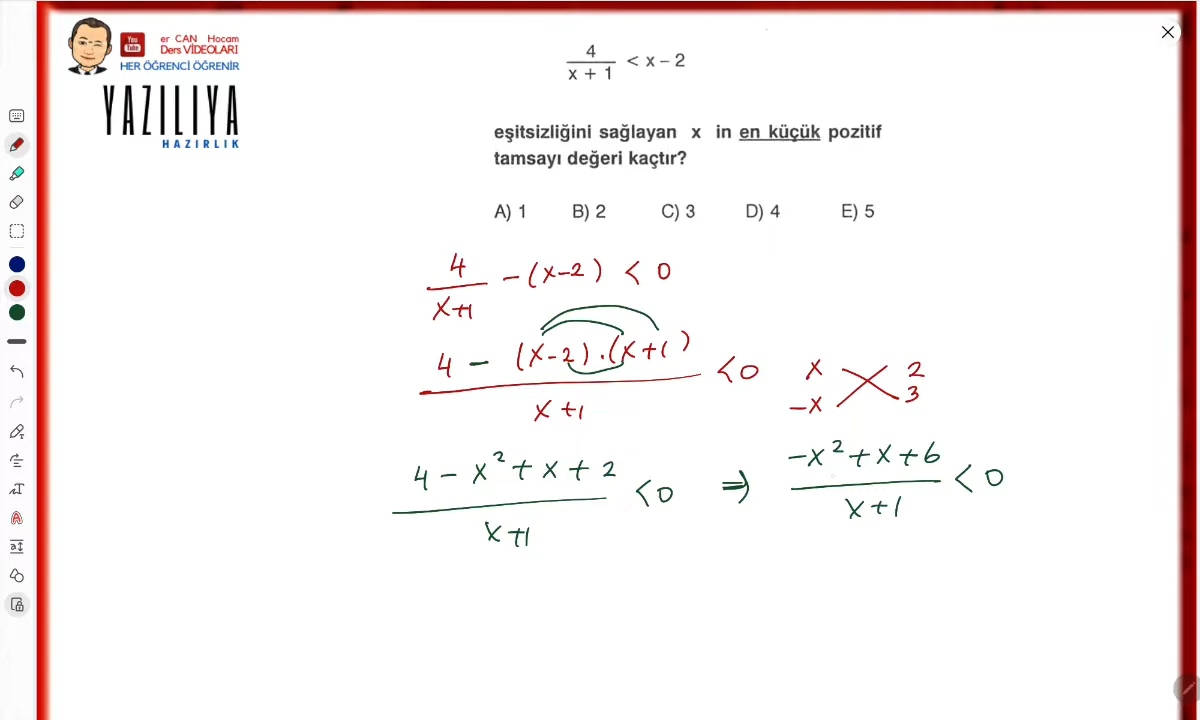 er CAN Hocam
You Tube Ders VİDEOLARI
HER ÖĞRENCİ ÖĞRENİR
YAZILIYA
HAZIRLIK
4/(x + 1) < x – 2
eşitsizliğini sağlayan x in en küçük pozitif
tamsayı değeri kaçtır?
A) 1 B) 2 C) 3 D) 4 E) 5
4/(x+1) – (x–2) < 0
(4 – (x–2).(x+1))/(x+1) < 0
x 2
–x 3
(4 – x² + x + 2)/(x+1) < 0 ⇒ (–x² + x + 6)/(x+1) < 0